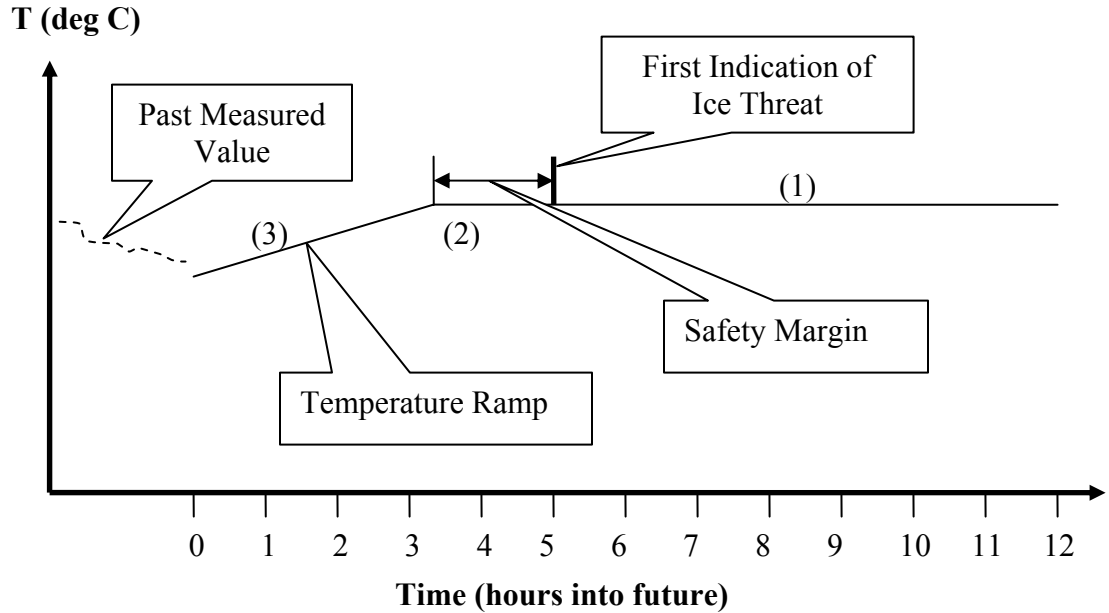 T (deg C)
First Indication of
Ice Threat
Past Measured
Value
(1)
(3)
(2)
Safety Margin
Temperature Ramp
0 1 2 3 4 5 6 7 8 9 10 11 12
Time (hours into future)